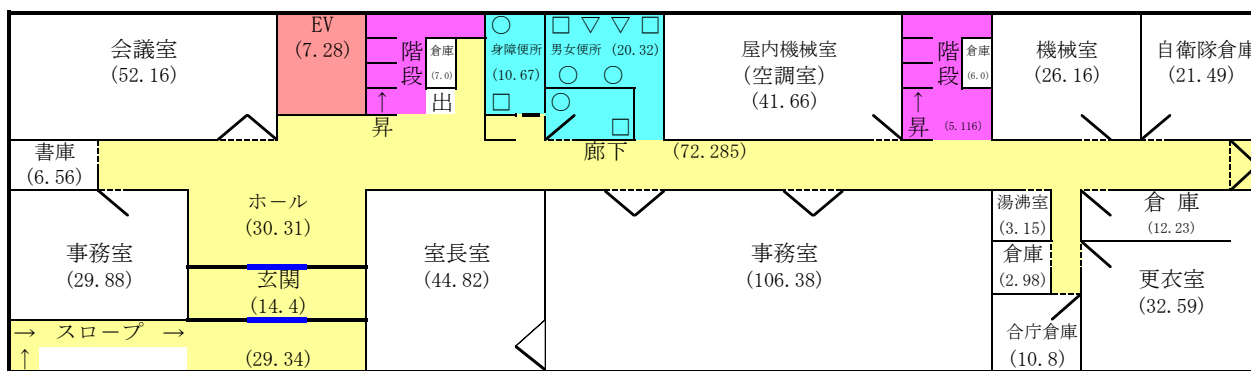 会議室
(52.16)
EV
(7.28)
階段
倉庫
(7.0)
出
↑
昇
身障便所
(10.67)
男女便所 (20.32)
屋内機械室
(空調室)
(41.66)
階段
倉庫
(6.0)
↑
昇
(5.116)
機械室
(26.16)
自衛隊倉庫
(21.49)
書庫
(6.56)
廊下
(72.285)
ホール
(30.31)
事務室
(29.88)
玄関
(14.4)
→ スロープ →
↑
(29.34)
室長室
(44.82)
事務室
(106.38)
湯沸室
(3.15)
倉庫
(2.98)
倉 庫
(12.23)
更衣室
(32.59)
合庁倉庫
(10.8)